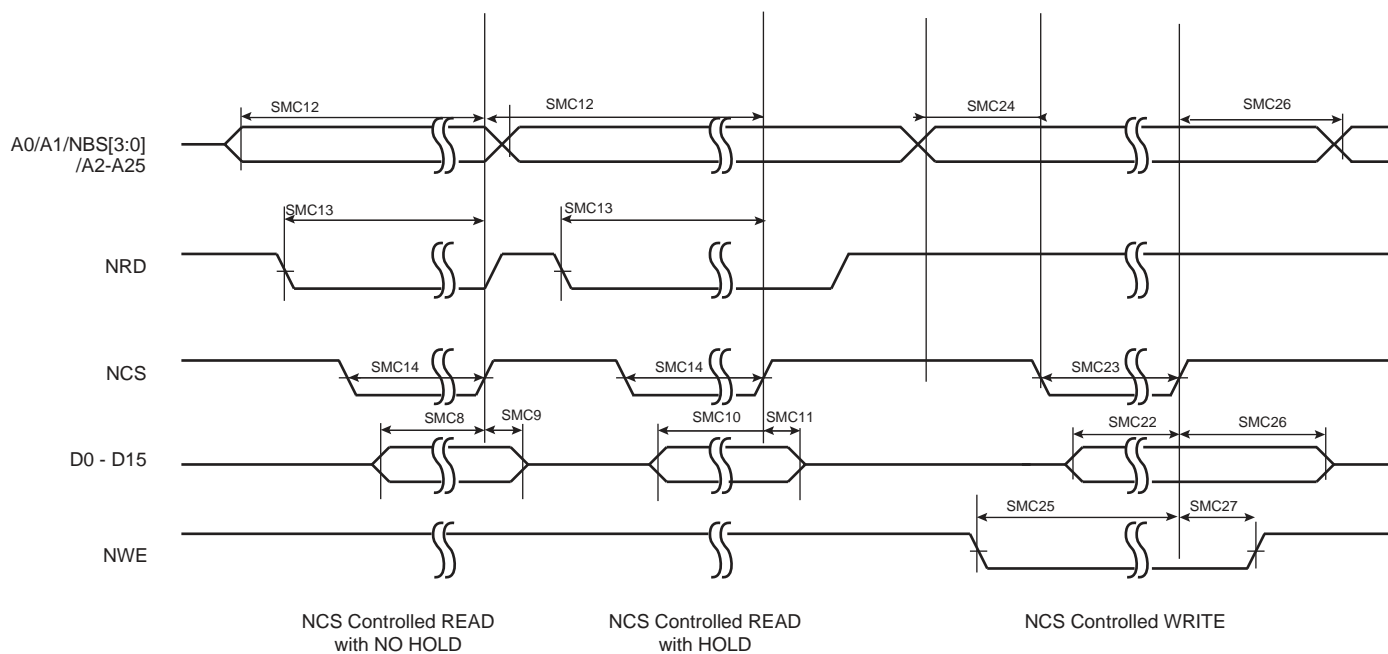 SMC12
SMC12
SMC24
SMC26
A0/A1/NBS[3:0]
/A2-A25
SMC13
SMC13
NRD
NCS
SMC14
SMC14
SMC23
SMC8
SMC9
SMC10
SMC11
SMC22
SMC26
D0 - D15
SMC25
SMC27
NWE
NCS Controlled READ
with NO HOLD
NCS Controlled READ
with HOLD
NCS Controlled WRITE